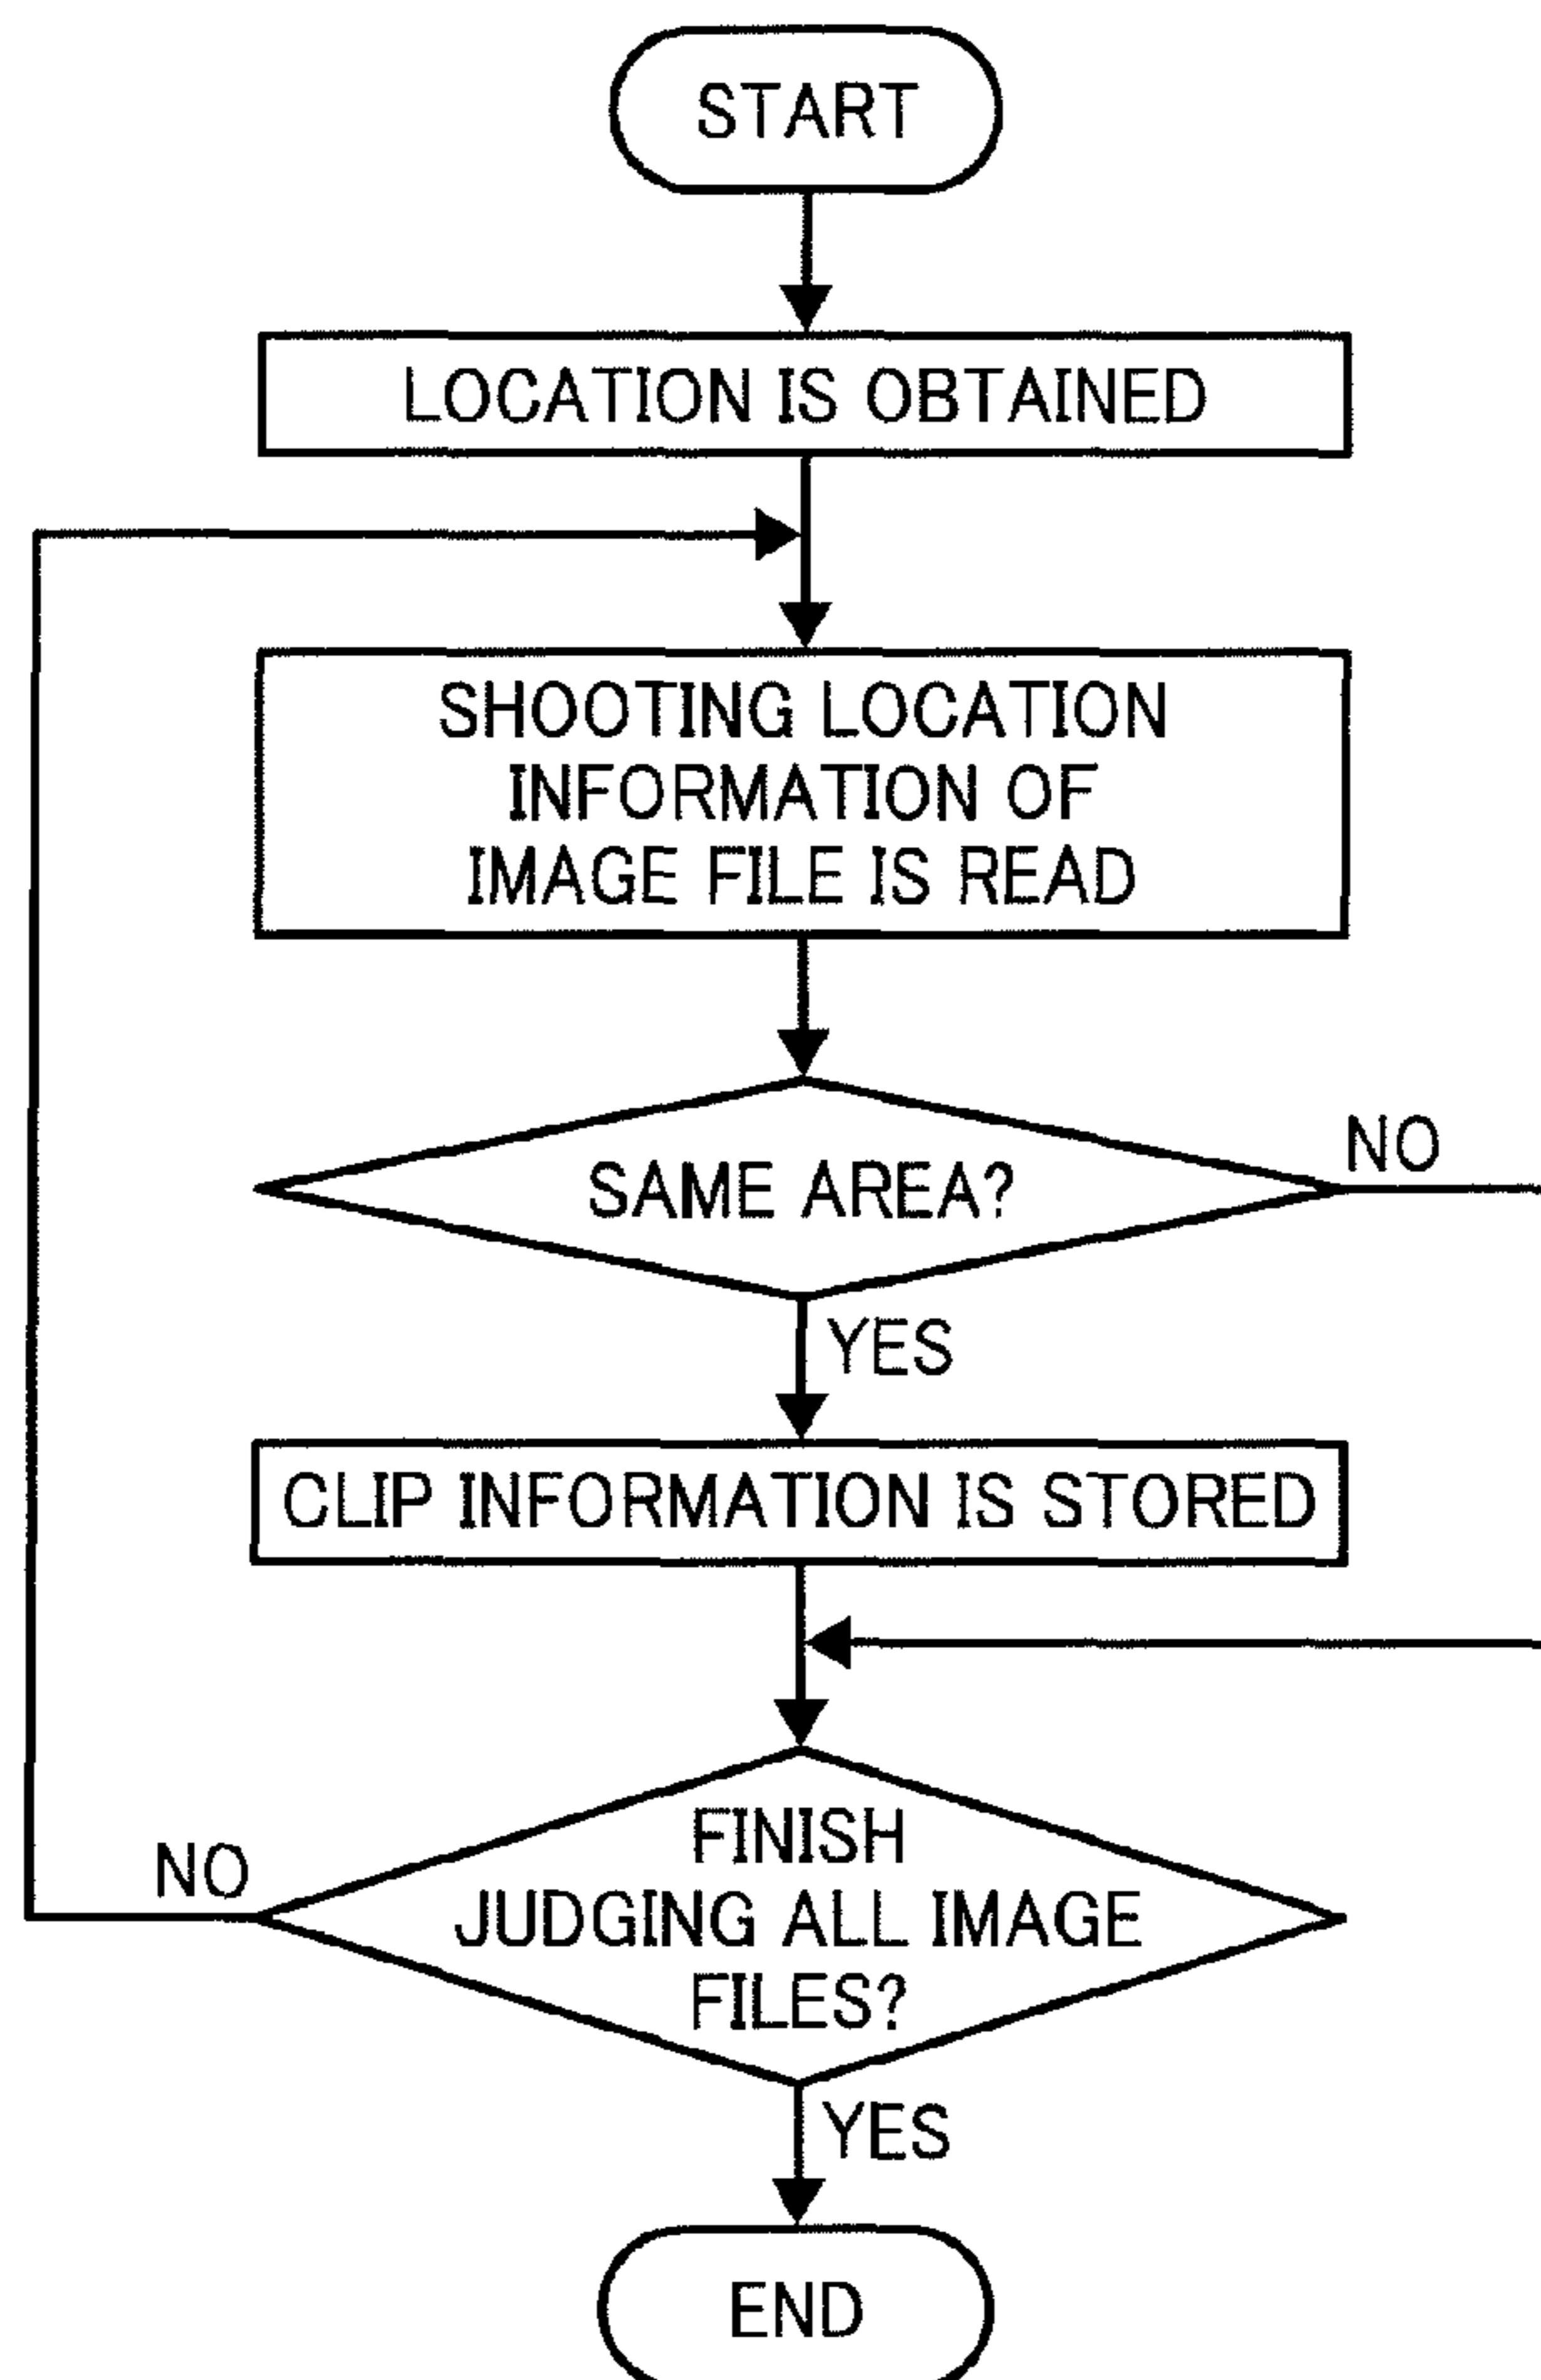 START
LOCATION IS OBTAINED
SHOOTING LOCATION
INFORMATION OF
IMAGE FILE IS READ
SAME AREA?
NO
YES
CLIP INFORMATION IS STORED
FINISH
JUDGING ALL IMAGE
FILES?
NO
YES
END